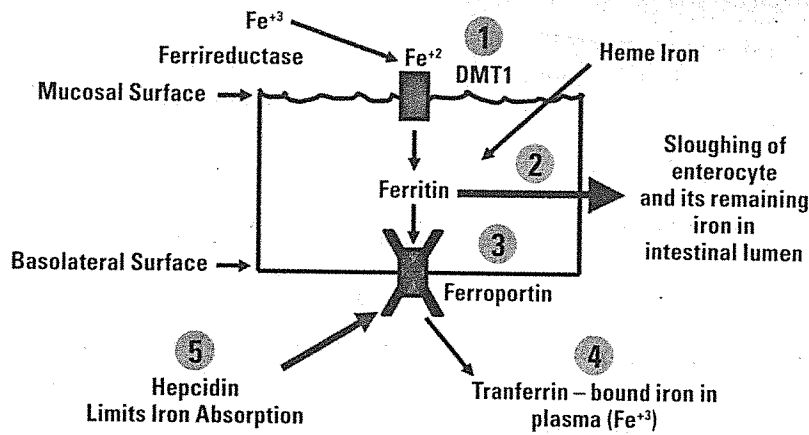 Fe+3
Ferrireductase
Fe+2
1
DMT1
Heme Iron
Mucosal Surface
2
Ferritin
Sloughing of
enterocyte
and its remaining
iron in
intestinal lumen
3
Basolateral Surface
Ferroportin
5
Hepcidin
Limits Iron Absorption
4
Tranferrin – bound iron in
plasma (Fe+3)